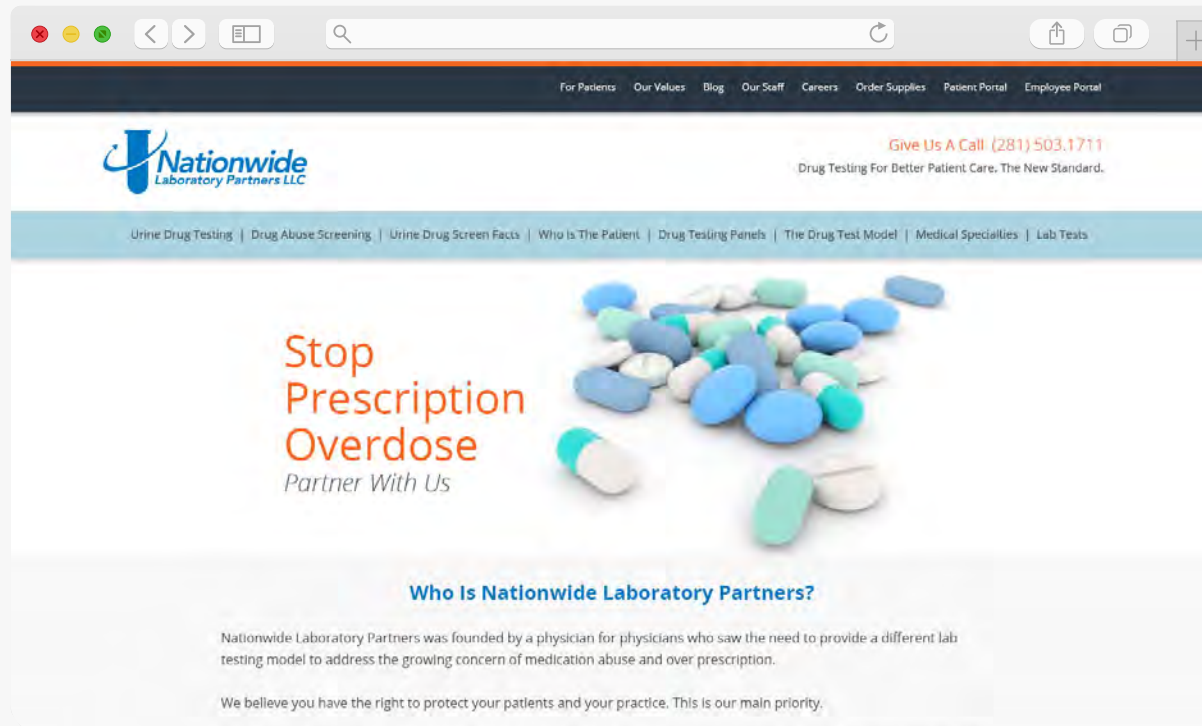 For Patients Our Values Blog Our Staff Careers Order Supplies Patient Portal Employee Portal
Nationwide
Laboratory Partners LLC
Give Us A Call (281) 503.1711
Drug Testing For Better Patient Care. The New Standard.
Urine Drug Testing | Drug Abuse Screening | Urine Drug Screen Facts | Who Is The Patient | Drug Testing Panels | The Drug Test Model | Medical Specialties | Lab Tests
Stop
Prescription
Overdose
Partner With Us
Who Is Nationwide Laboratory Partners?
Nationwide Laboratory Partners was founded by a physician for physicians who saw the need to provide a different lab
testing model to address the growing concern of medication abuse and over prescription.
We believe you have the right to protect your patients and your practice. This is our main priority.